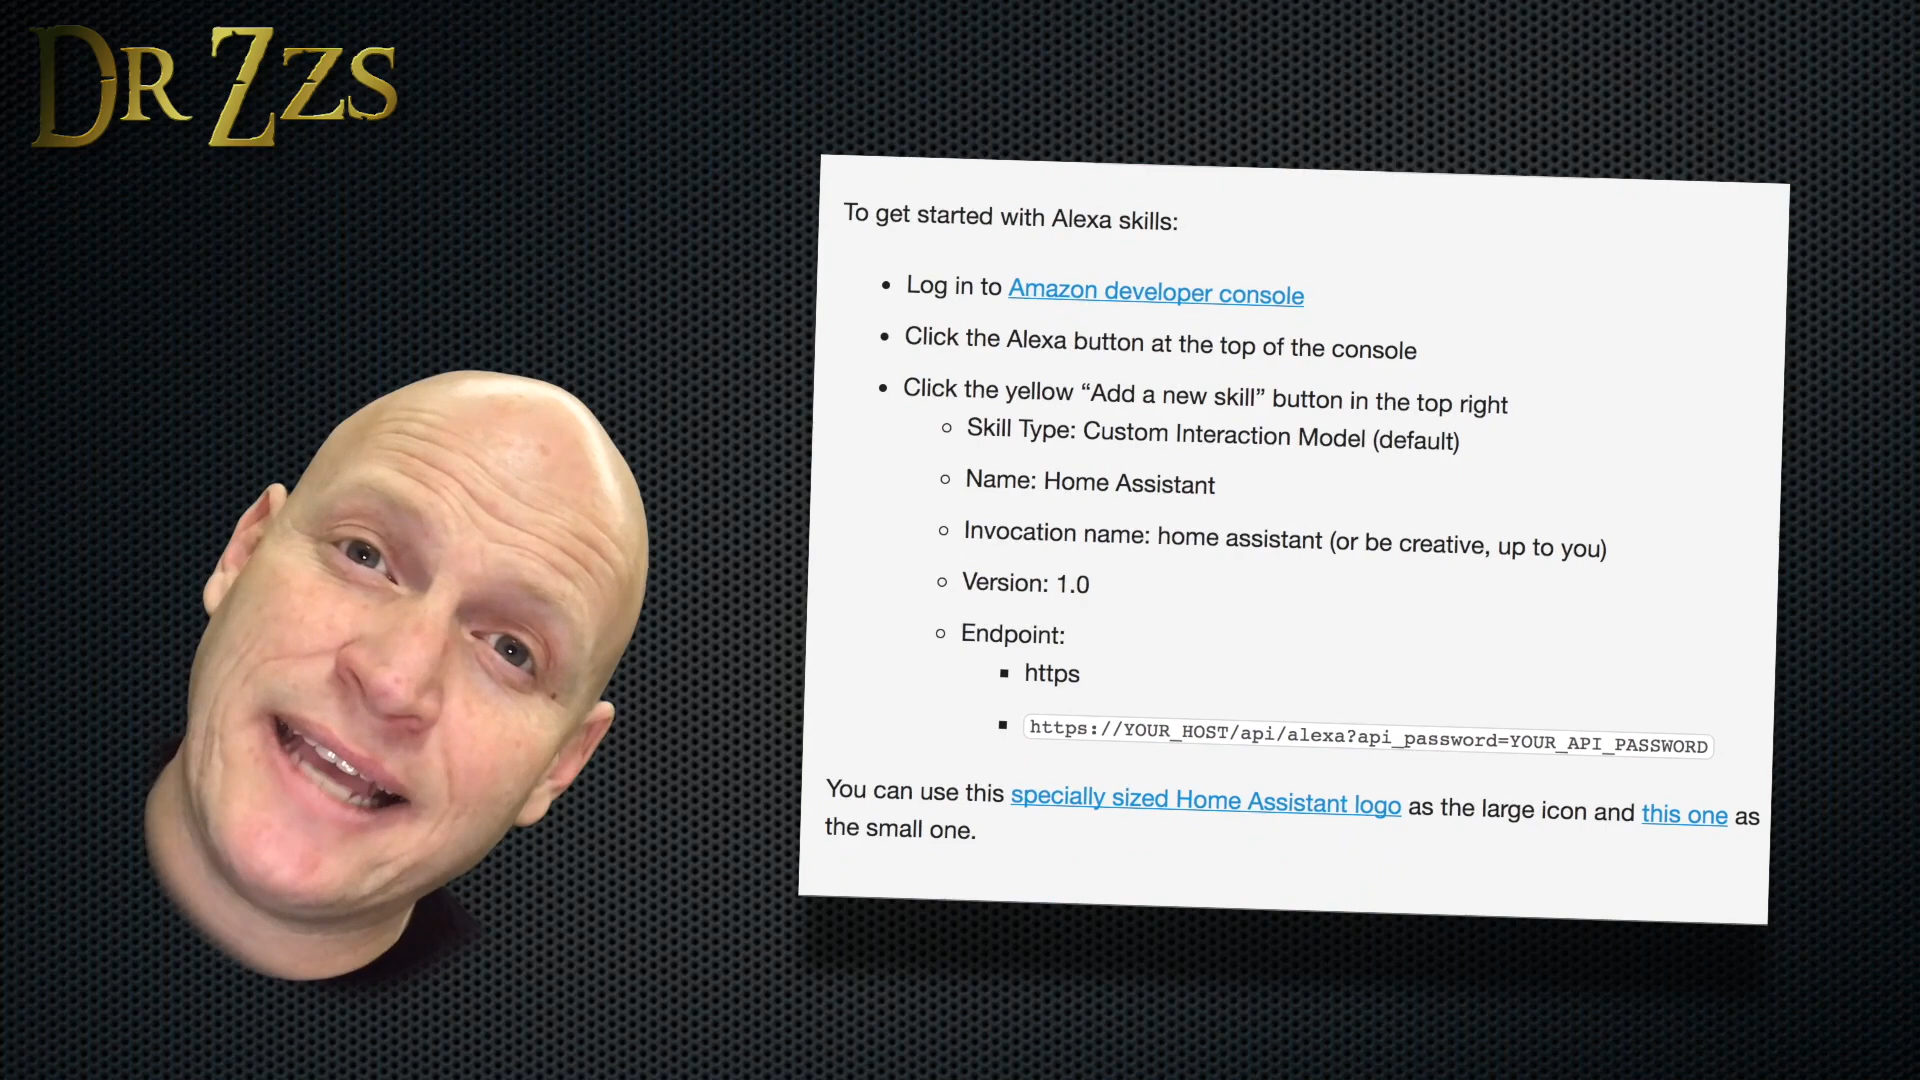 DR ZZS
To get started with Alexa skills:
• Log in to Amazon developer console
• Click the Alexa button at the top of the console
• Click the yellow “Add a new skill” button in the top right
○ Skill Type: Custom Interaction Model (default)
○ Name: Home Assistant
○ Invocation name: home assistant (or be creative, up to you)
○ Version: 1.0
○ Endpoint:
▪ https
▪ https://YOUR_HOST/api/alexa?api_password=YOUR_API_PASSWORD
You can use this specially sized Home Assistant logo as the large icon and this one as
the small one.